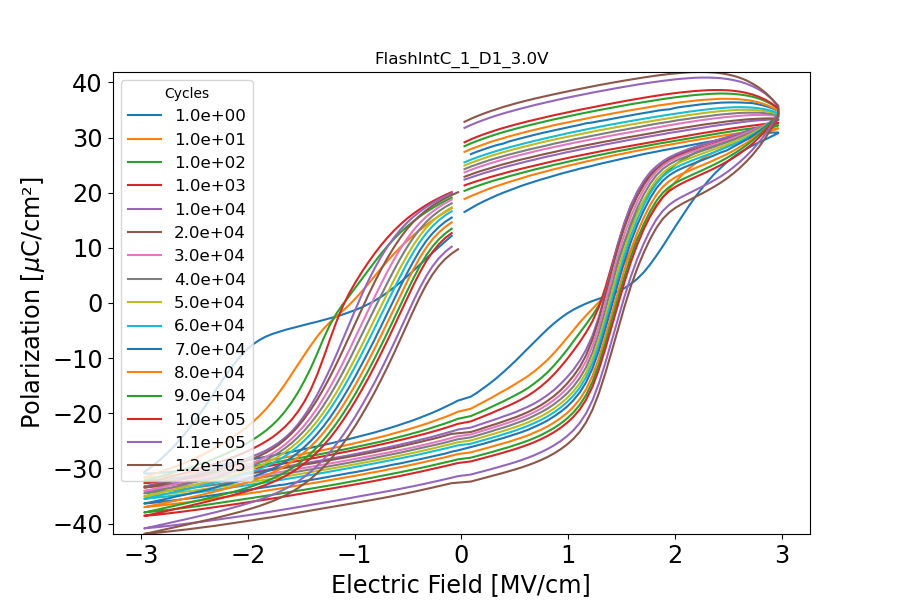 FlashIntC_1_D1_3.0V
Polarization [μC/cm²]
40
30
20
10
0
−10
−20
−30
−40
Cycles
1.0e+00
1.0e+01
1.0e+02
1.0e+03
1.0e+04
2.0e+04
3.0e+04
4.0e+04
5.0e+04
6.0e+04
7.0e+04
8.0e+04
9.0e+04
1.0e+05
1.1e+05
1.2e+05
−3 −2 −1 0 1 2 3
Electric Field [MV/cm]